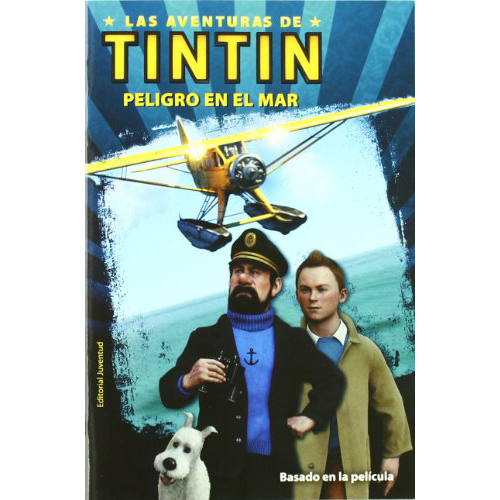 LAS AVENTURAS DE
TINTIN
PELIGRO EN EL MAR
Editorial Juventud
Basado en la película